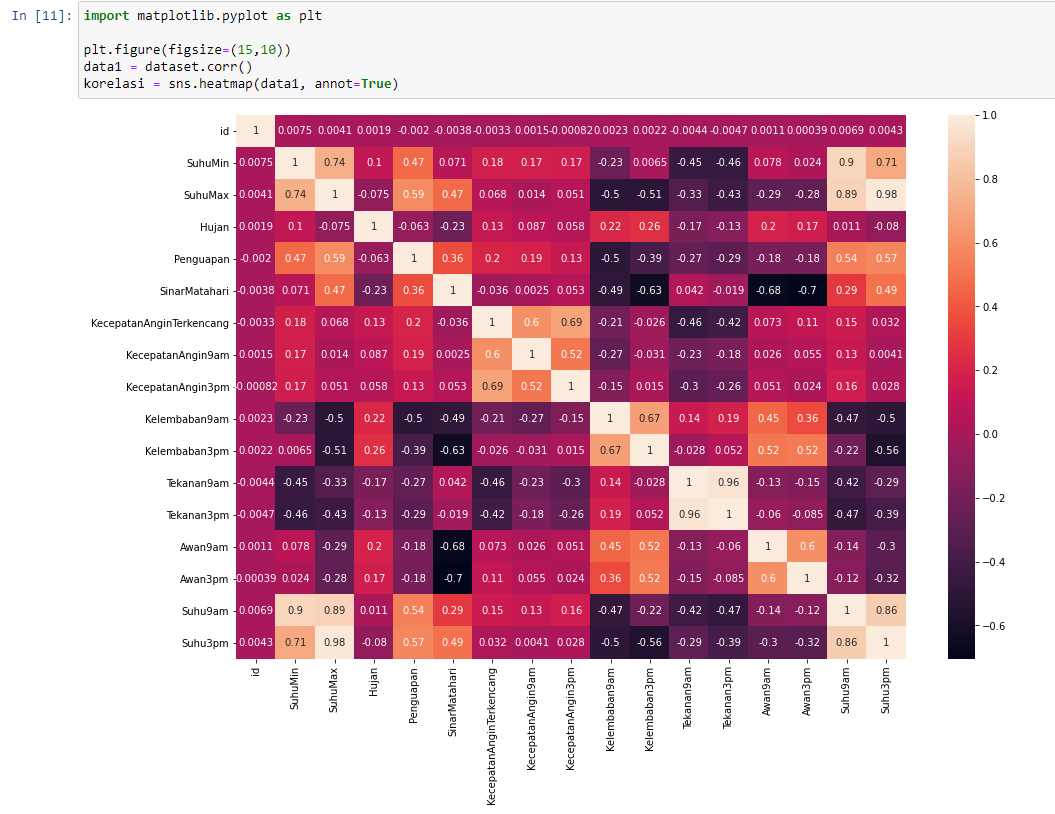 In [11]: import matplotlib.pyplot as plt
plt.figure(figsize=(15,10))
data1 = dataset.corr()
korelasi = sns.heatmap(data1, annot=True)
id 1 0.0075 0.0041 0.0019 -0.002 -0.0038 -0.0033 0.0015 -0.00082 0.0023 0.0022 -0.0044 -0.0047 0.0011 0.00039 0.0069 0.0043
SuhuMin 0.0075 1 0.74 0.1 0.47 0.071 0.18 0.17 0.17 -0.23 0.0065 -0.45 -0.46 0.078 0.024 0.9 0.71
SuhuMax 0.0041 0.74 1 -0.075 0.59 0.47 0.068 0.014 0.051 -0.5 -0.51 -0.33 -0.43 -0.29 -0.28 0.89 0.98
Hujan 0.0019 0.1 -0.075 1 -0.063 -0.23 0.13 0.087 0.058 0.22 0.26 -0.17 -0.13 0.2 0.17 0.011 -0.08
Penguapan -0.002 0.47 0.59 -0.063 1 0.36 0.2 0.19 0.13 -0.5 -0.39 -0.27 -0.29 -0.18 -0.18 0.54 0.57
SinarMatahari -0.0038 0.071 0.47 -0.23 0.36 1 -0.036 0.0025 0.053 -0.49 -0.63 0.042 -0.019 -0.68 -0.7 0.29 0.49
KecepatanAnginTerkencang -0.0033 0.18 0.068 0.13 0.2 -0.036 1 0.6 0.69 -0.21 -0.026 -0.46 -0.42 0.073 0.11 0.15 0.032
KecepatanAngin9am 0.0015 0.17 0.014 0.087 0.19 0.0025 0.6 1 0.52 -0.27 -0.031 -0.23 -0.18 0.026 0.055 0.13 0.0041
KecepatanAngin3pm -0.00082 0.17 0.051 0.058 0.13 0.053 0.69 0.52 1 -0.15 0.015 -0.3 -0.26 0.051 0.024 0.16 0.028
Kelembaban9am 0.0023 -0.23 -0.5 0.22 -0.5 -0.49 -0.21 -0.27 -0.15 1 0.67 0.14 0.19 0.45 0.36 -0.47 -0.5
Kelembaban3pm 0.0022 0.0065 -0.51 0.26 -0.39 -0.63 -0.026 -0.031 0.015 0.67 1 -0.028 0.052 0.52 0.52 -0.22 -0.56
Tekanan9am -0.0044 -0.45 -0.33 -0.17 -0.27 0.042 -0.46 -0.23 -0.3 0.14 -0.028 1 0.96 -0.13 -0.15 -0.42 -0.29
Tekanan3pm -0.0047 -0.46 -0.43 -0.13 -0.29 -0.019 -0.42 -0.18 -0.26 0.19 0.052 0.96 1 -0.06 -0.085 -0.47 -0.39
Awan9am 0.0011 0.078 -0.29 0.2 -0.18 -0.68 0.073 0.026 0.051 0.45 0.52 -0.13 -0.06 1 0.6 -0.14 -0.3
Awan3pm 0.00039 0.024 -0.28 0.17 -0.18 -0.7 0.11 0.055 0.024 0.36 0.52 -0.15 -0.085 0.6 1 -0.12 -0.32
Suhu9am 0.0069 0.9 0.89 0.011 0.54 0.29 0.15 0.13 0.16 -0.47 -0.22 -0.42 -0.47 -0.14 -0.12 1 0.86
Suhu3pm 0.0043 0.71 0.98 -0.08 0.57 0.49 0.032 0.0041 0.028 -0.5 -0.56 -0.29 -0.39 -0.3 -0.32 0.86 1
id
SuhuMin
SuhuMax
Hujan
Penguapan
SinarMatahari
KecepatanAnginTerkencang
KecepatanAngin9am
KecepatanAngin3pm
Kelembaban9am
Kelembaban3pm
Tekanan9am
Tekanan3pm
Awan9am
Awan3pm
Suhu9am
Suhu3pm
1.0
0.8
0.6
0.4
0.2
0.0
−0.2
−0.4
−0.6